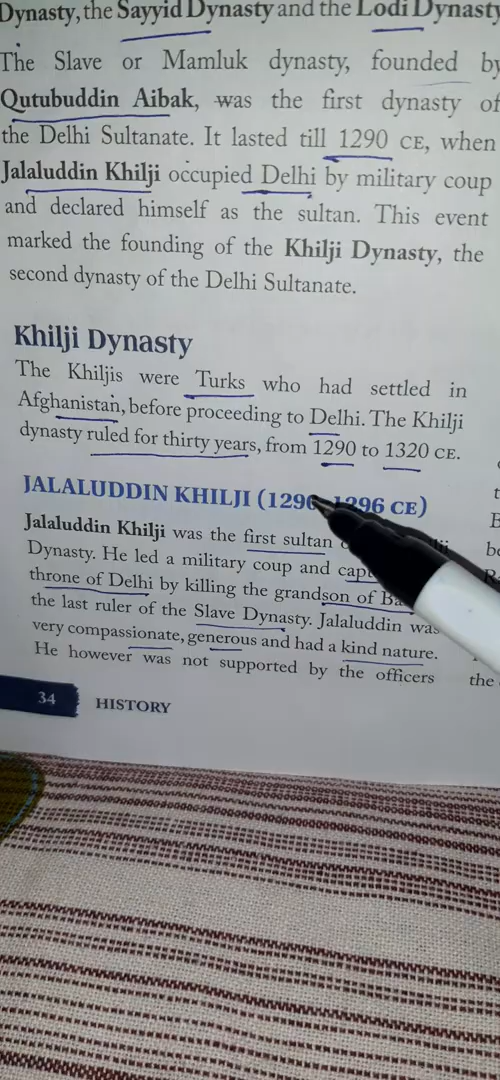 Dynasty, the Sayyid Dynasty and the Lodi Dynasty
The Slave or Mamluk dynasty, founded by
Qutubuddin Aibak, was the first dynasty of
the Delhi Sultanate. It lasted till 1290 CE, when
Jalaluddin Khilji occupied Delhi by military coup
and declared himself as the sultan. This event
marked the founding of the Khilji Dynasty, the
second dynasty of the Delhi Sultanate.
Khilji Dynasty
The Khiljis were Turks who had settled in
Afghanistan, before proceeding to Delhi. The Khilji
dynasty ruled for thirty years, from 1290 to 1320 CE.
JALALUDDIN KHILJI (1290 1296 CE)
Jalaluddin Khilji was the first sultan
Dynasty. He led a military coup and
throne of Delhi by killing the grandson of
the last ruler of the Slave Dynasty. Jalaluddin was
very compassionate, generous and had a kind nature.
He however was not supported by the officers
the
34 HISTORY